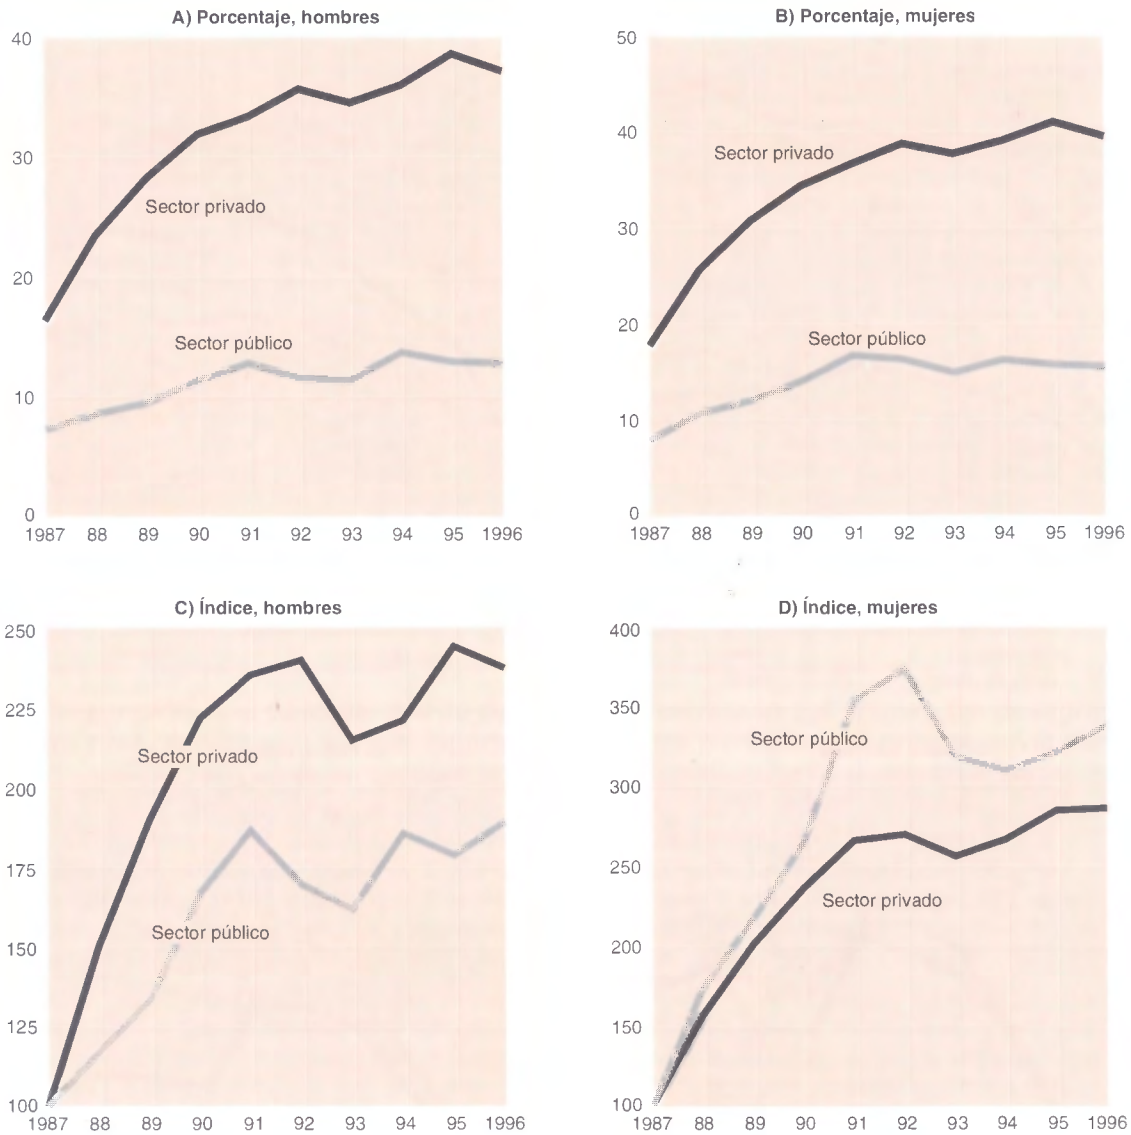 A) Porcentaje, hombres
40
30
20
10
0
Sector privado
Sector público
1987 88 89 90 91 92 93 94 95 1996
B) Porcentaje, mujeres
50
40
30
20
10
0
Sector privado
Sector público
1987 88 89 90 91 92 93 94 95 1996
C) Índice, hombres
250
225
200
175
150
125
100
Sector privado
Sector público
1987 88 89 90 91 92 93 94 95 1996
D) Índice, mujeres
400
350
300
250
200
150
100
Sector público
Sector privado
1987 88 89 90 91 92 93 94 95 1996